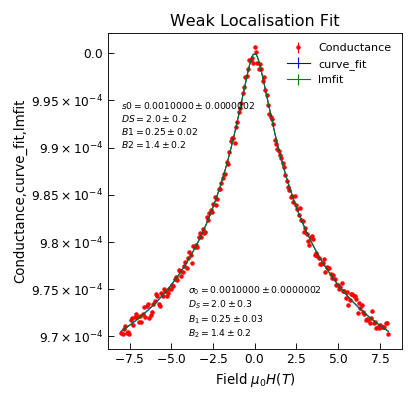 Weak Localisation Fit
Conductance,curve_fit,lmfit
0.0
9.95 × 10⁻⁴
9.9 × 10⁻⁴
9.85 × 10⁻⁴
9.8 × 10⁻⁴
9.75 × 10⁻⁴
9.7 × 10⁻⁴
Conductance
curve_fit
lmfit
s0 = 0.0010000 ± 0.0000002
DS = 2.0 ± 0.2
B1 = 0.25 ± 0.02
B2 = 1.4 ± 0.2
σ₀ = 0.0010000 ± 0.0000002
D_S = 2.0 ± 0.3
B₁ = 0.25 ± 0.03
B₂ = 1.4 ± 0.2
−7.5 −5.0 −2.5 0.0 2.5 5.0 7.5
Field μ₀H(T)